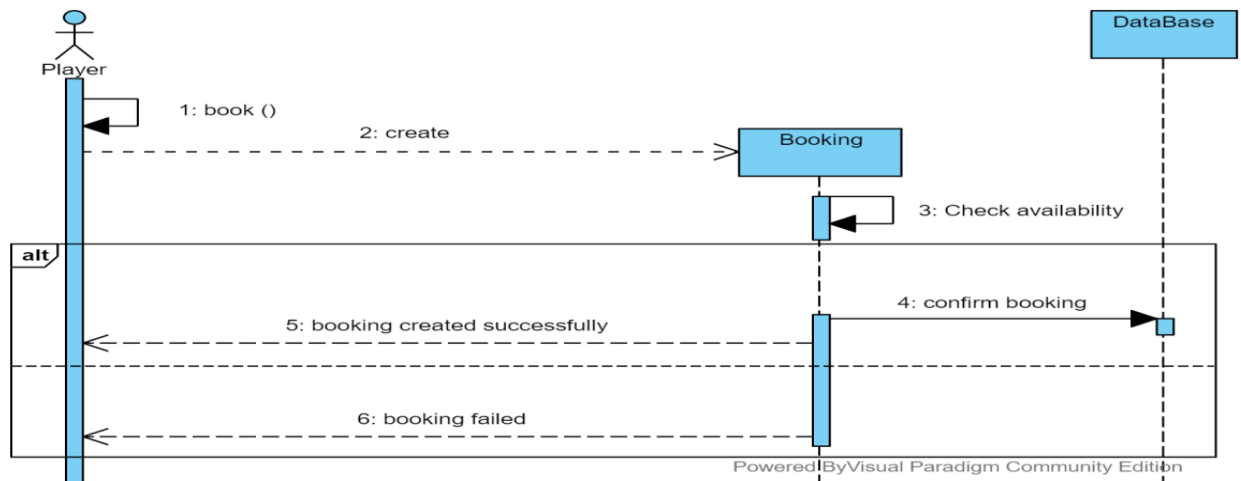 DataBase
Player
1: book ()
2: create
Booking
3: Check availability
alt
4: confirm booking
5: booking created successfully
6: booking failed
Powered ByVisual Paradigm Community Edition